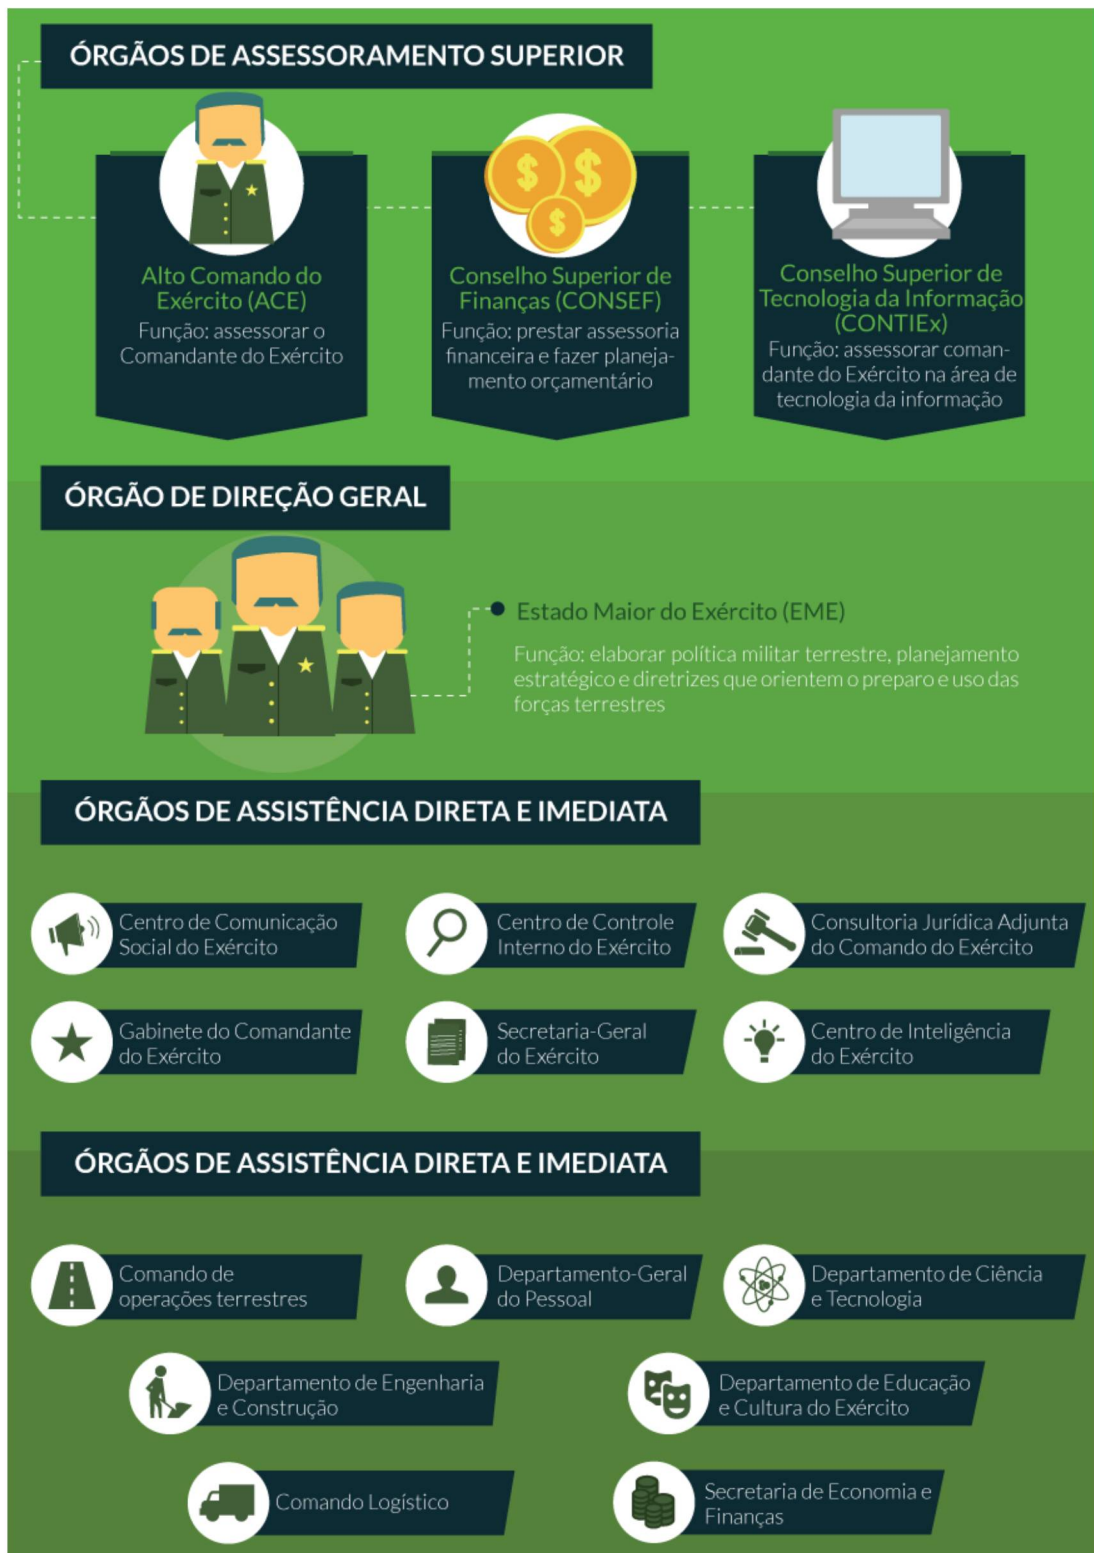 ÓRGÃOS DE ASSESSORAMENTO SUPERIOR
Alto Comando do
Exército (ACE)
Função: assessorar o
Comandante do Exército
Conselho Superior de
Finanças (CONSEF)
Função: prestar assessoria
financeira e fazer planeja-
mento orçamentário
Conselho Superior de
Tecnologia da Informação
(CONTIEx)
Função: assessorar coman-
dante do Exército na área de
tecnologia da informação
ÓRGÃO DE DIREÇÃO GERAL
Estado Maior do Exército (EME)
Função: elaborar política militar terrestre, planejamento
estratégico e diretrizes que orientem o preparo e uso das
forças terrestres
ÓRGÃOS DE ASSISTÊNCIA DIRETA E IMEDIATA
Centro de Comunicação
Social do Exército
Centro de Controle
Interno do Exército
Consultoria Jurídica Adjunta
do Comando do Exército
Gabinete do Comandante
do Exército
Secretaria-Geral
do Exército
Centro de Inteligência
do Exército
ÓRGÃOS DE ASSISTÊNCIA DIRETA E IMEDIATA
Comando de
operações terrestres
Departamento-Geral
do Pessoal
Departamento de Ciência
e Tecnologia
Departamento de Engenharia
e Construção
Departamento de Educação
e Cultura do Exército
Comando Logístico
Secretaria de Economia e
Finanças